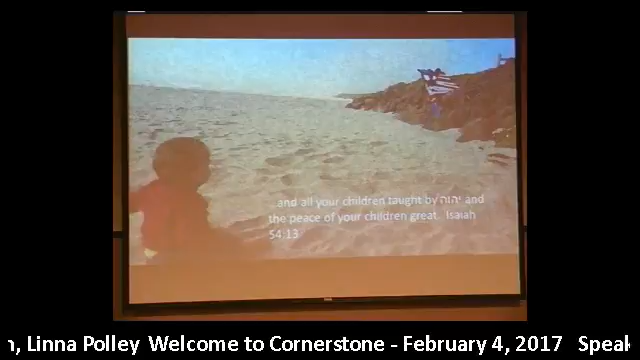 ...and all your children taught by יהוה and
the peace of your children great. Isaiah
54:13
n, Linna Polley Welcome to Cornerstone - February 4, 2017 Speak